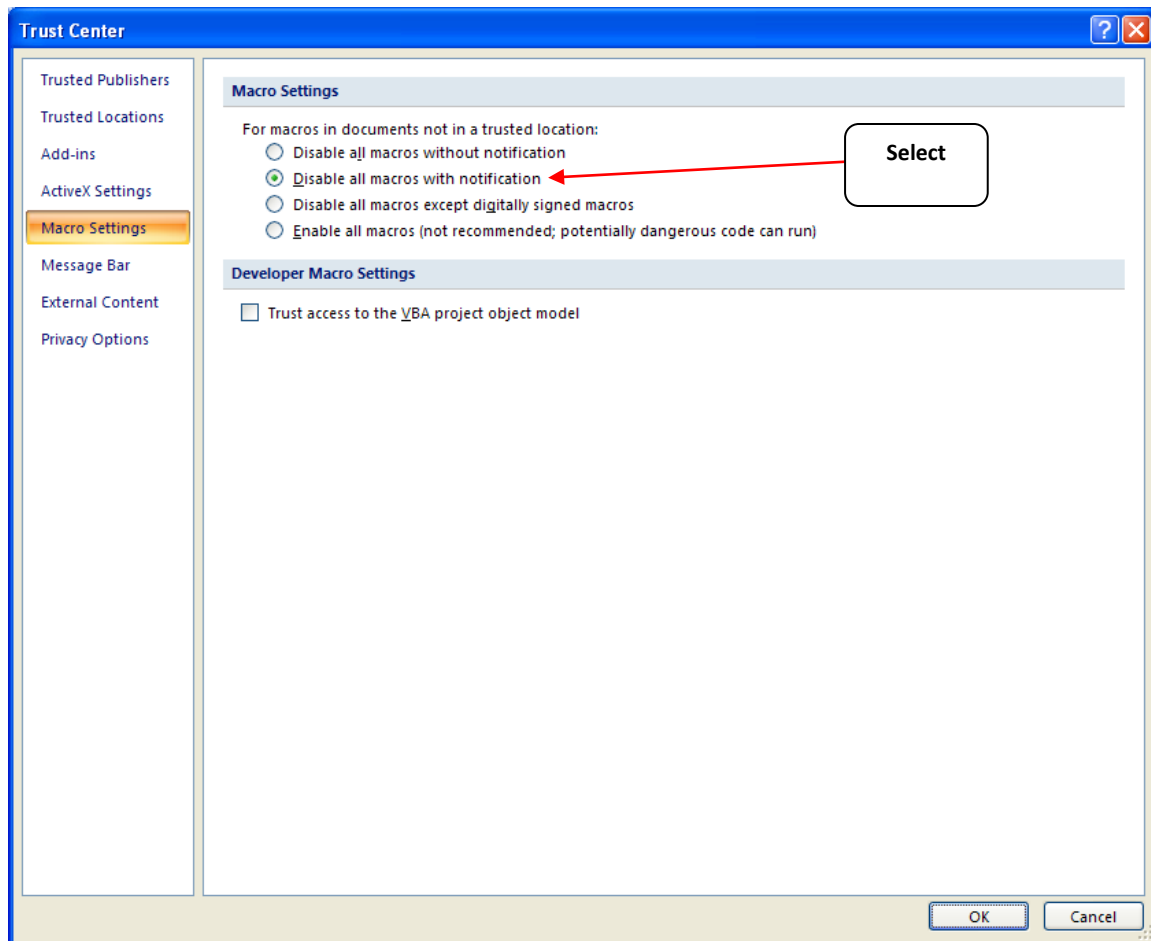 Trust Center
Trusted Publishers
Trusted Locations
Add-ins
ActiveX Settings
Macro Settings
Message Bar
External Content
Privacy Options
Macro Settings
For macros in documents not in a trusted location:
Disable all macros without notification
Disable all macros with notification
Disable all macros except digitally signed macros
Enable all macros (not recommended; potentially dangerous code can run)
Select
Developer Macro Settings
Trust access to the VBA project object model
OK
Cancel